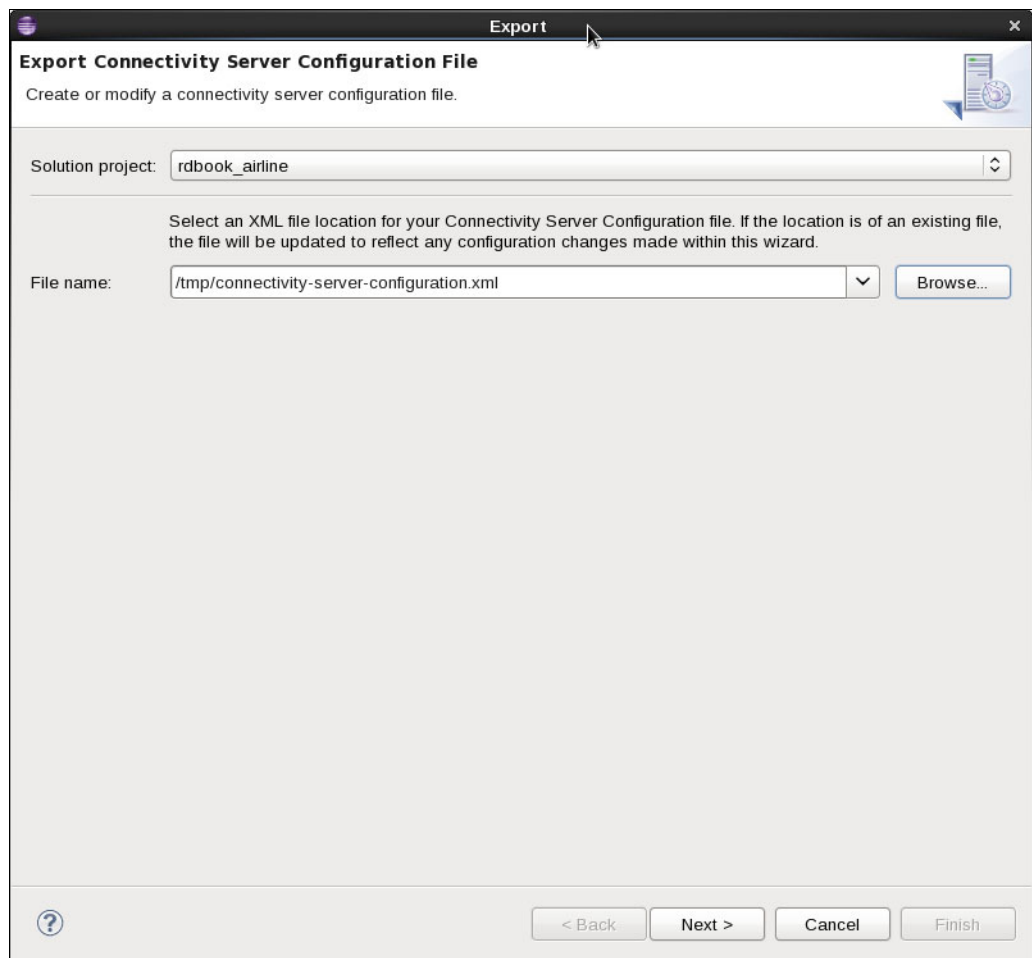 Export
Export Connectivity Server Configuration File
Create or modify a connectivity server configuration file.
Solution project: rdbook_airline
Select an XML file location for your Connectivity Server Configuration file. If the location is of an existing file,
the file will be updated to reflect any configuration changes made within this wizard.
File name: /tmp/connectivity-server-configuration.xml Browse...
< Back Next > Cancel Finish